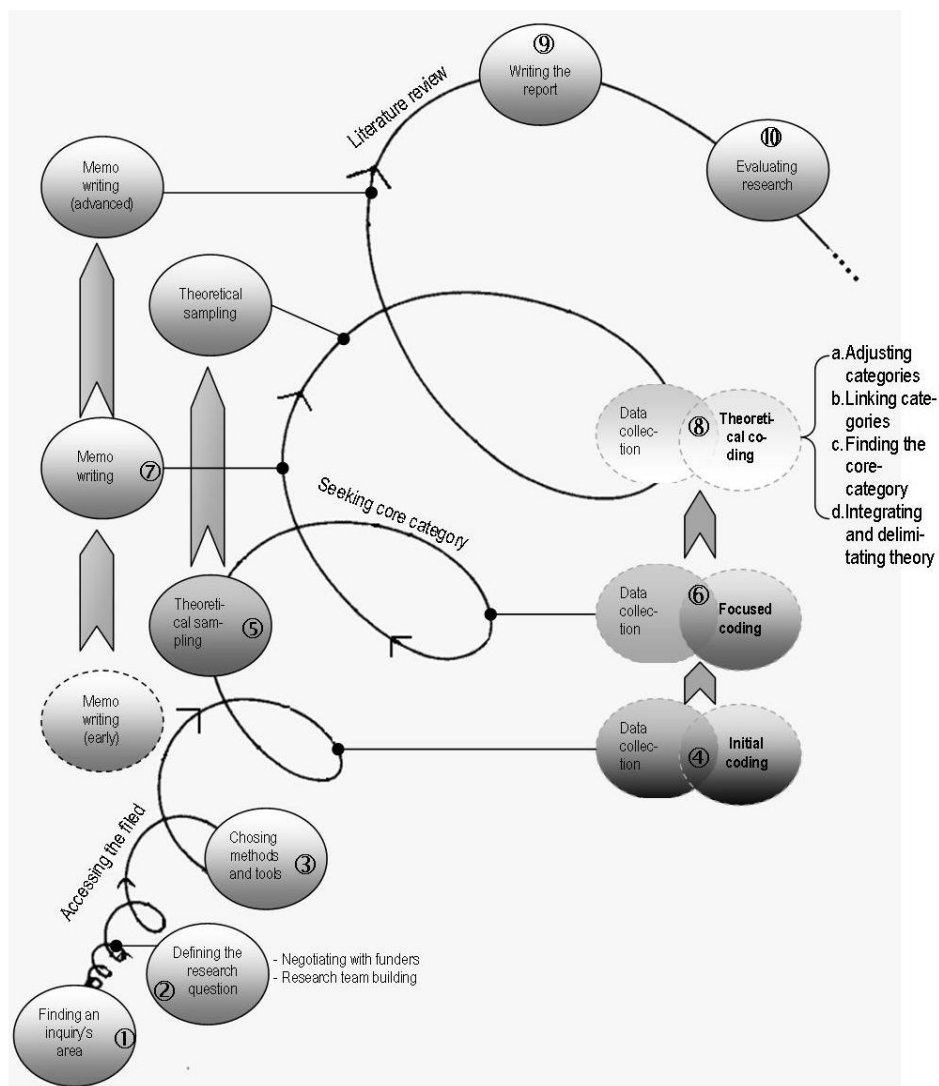 ⑨
Writing the
report
Literature review
⑩
Evaluating
research
Memo
writing
(advanced)
Theoretical
sampling
a.Adjusting
categories
b.Linking cate-
gories
c.Finding the
core-
category
d.Integrating
and delimi-
tating theory
Data
collec-
tion
⑧
Theoreti-
cal coding
Memo
writing
⑦
Seeking core category
Data
collec-
tion
⑥
Focused
coding
Theoreti-
cal sam-
pling
⑤
Memo
writing
(early)
Data
collec-
tion
④
Initial
coding
Accessing the filed
Chosing
methods
and tools
③
Defining the
research
question
②
- Negotiating with funders
- Research team building
Finding an
inquiry's
area
①